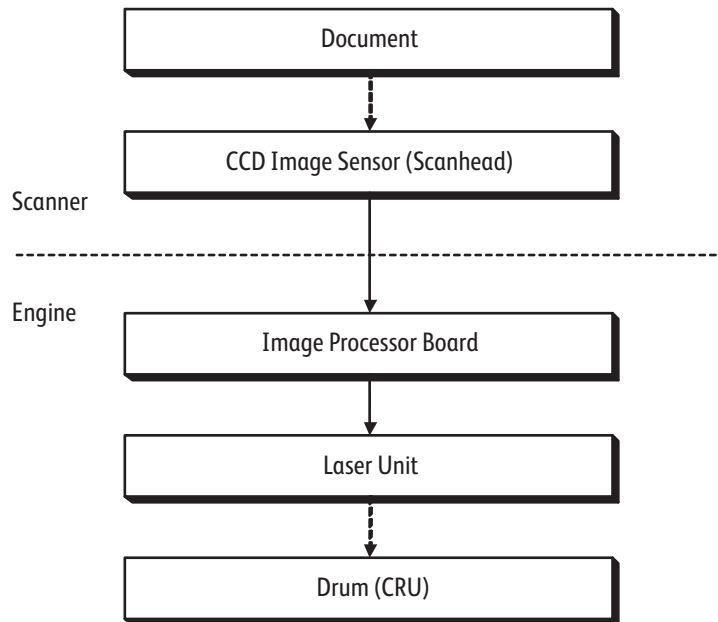 Document
CCD Image Sensor (Scanhead)
Scanner
Engine
Image Processor Board
Laser Unit
Drum (CRU)